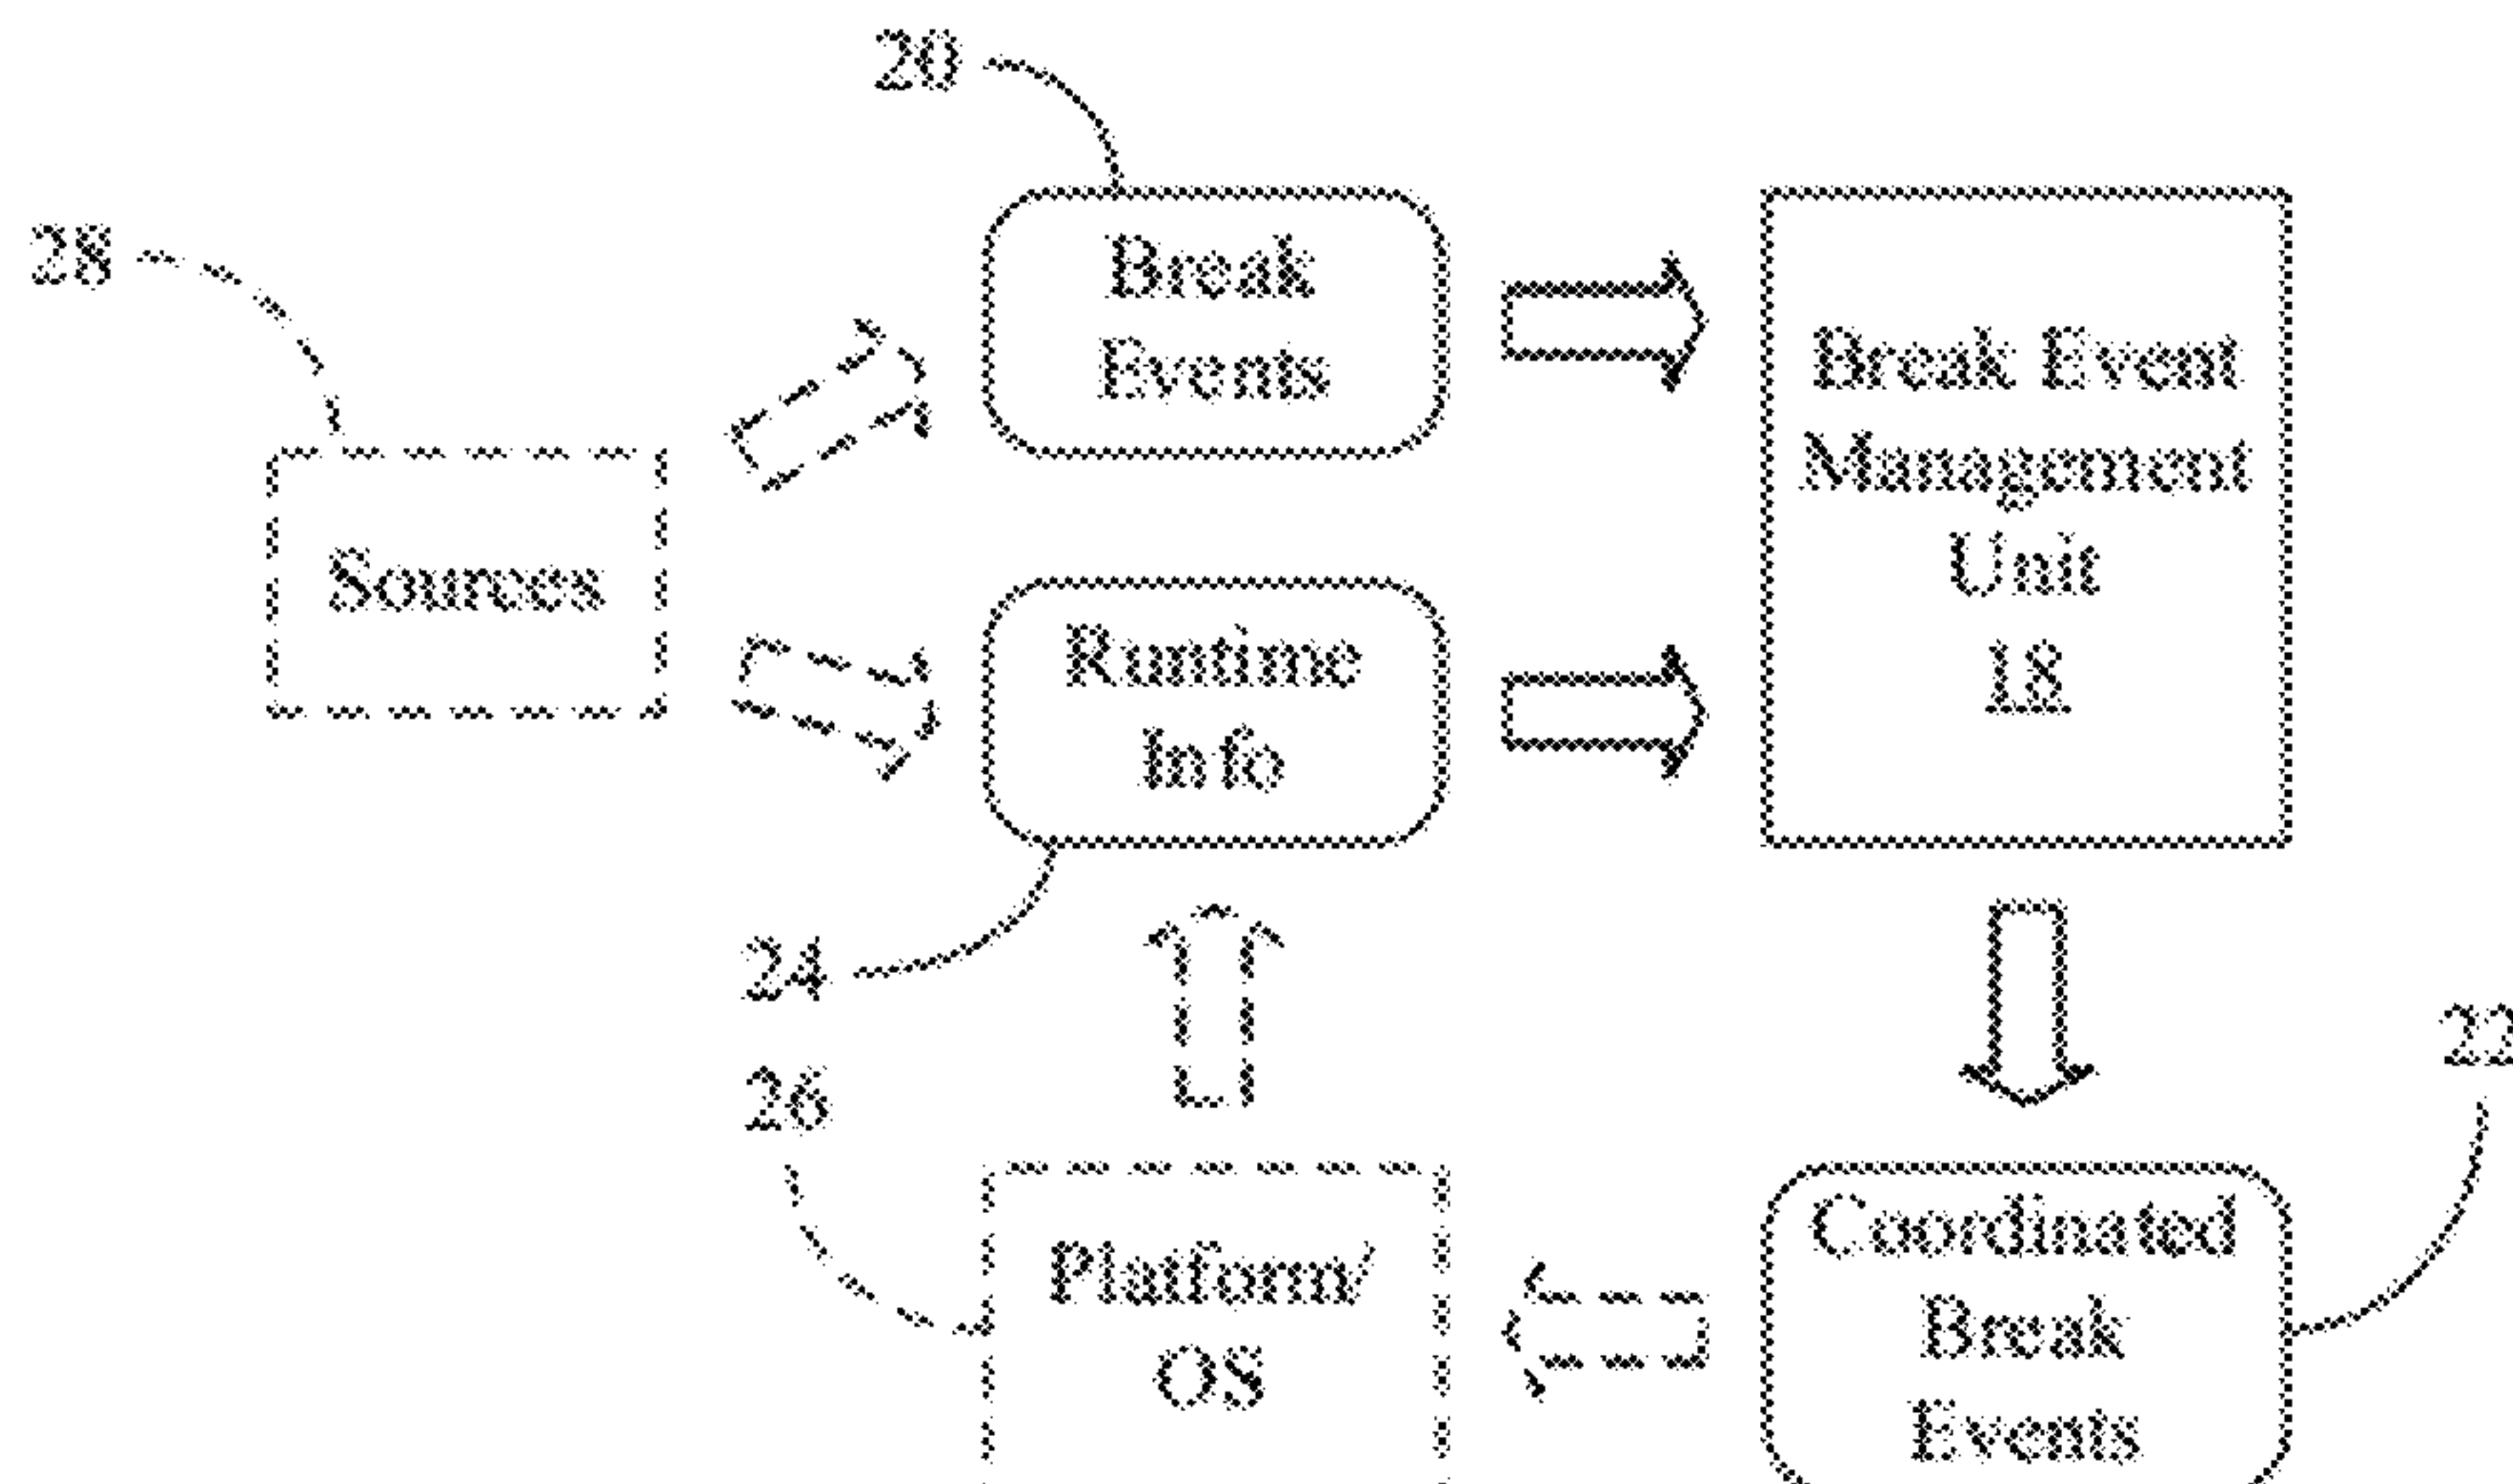 20
28
Break
Events
Sources
Runtime
Info
Break Event
Management
Unit
18
24
26
22
Platform/
OS
Coordinated
Break
Events